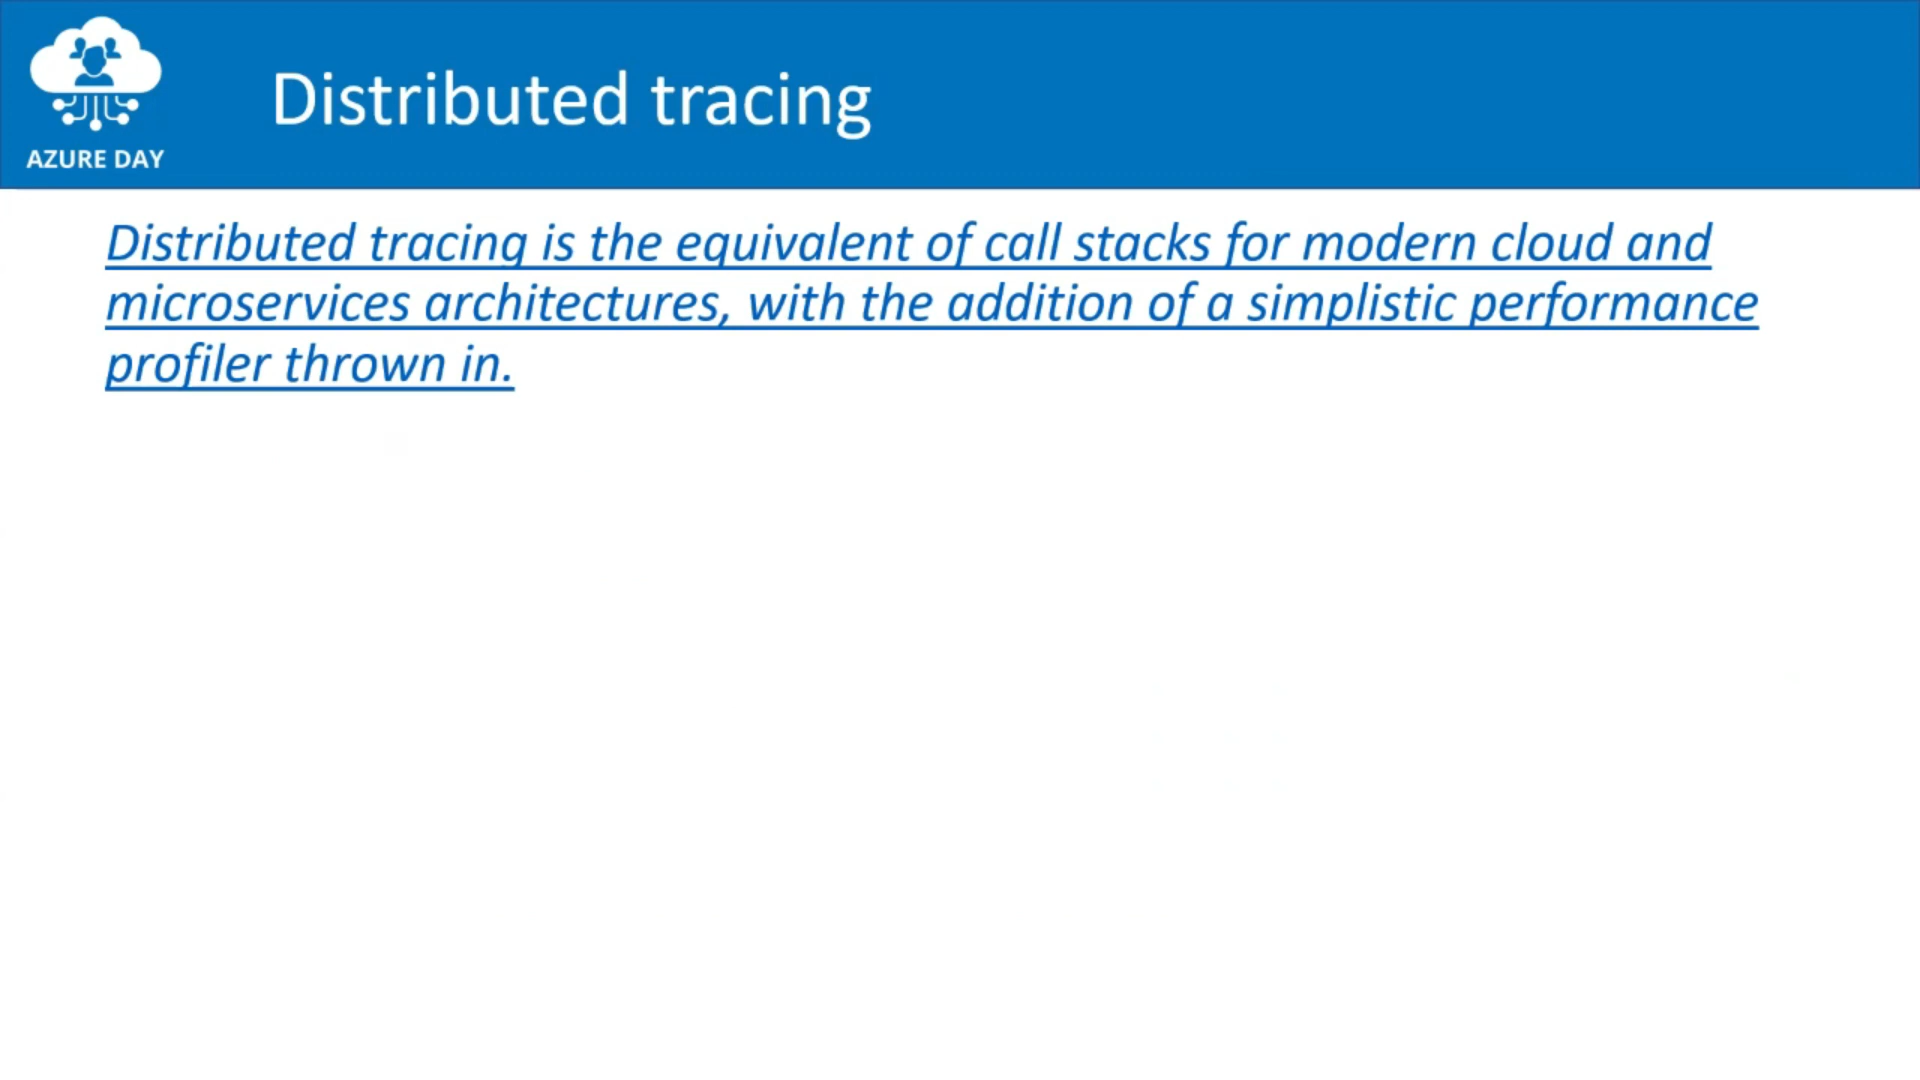 AZURE DAY
Distributed tracing
Distributed tracing is the equivalent of call stacks for modern cloud and
microservices architectures, with the addition of a simplistic performance
profiler thrown in.